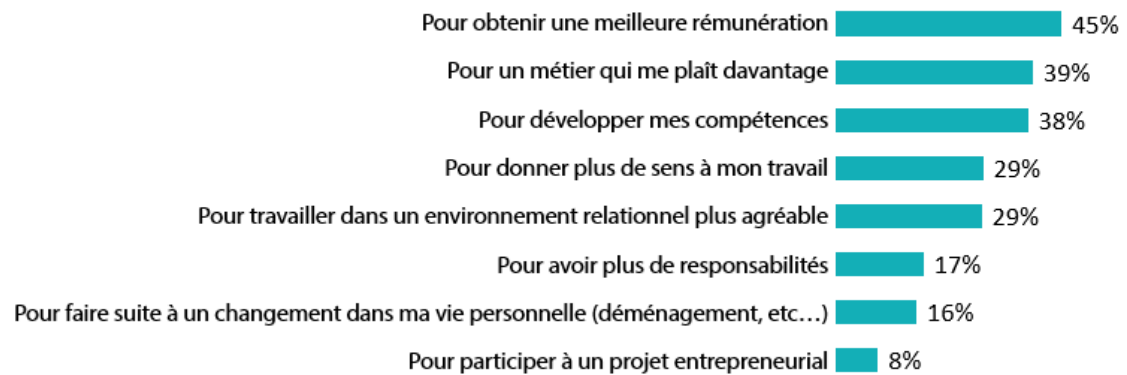 Pour obtenir une meilleure rémunération 45%
Pour un métier qui me plaît davantage 39%
Pour développer mes compétences 38%
Pour donner plus de sens à mon travail 29%
Pour travailler dans un environnement relationnel plus agréable 29%
Pour avoir plus de responsabilités 17%
Pour faire suite à un changement dans ma vie personnelle (déménagement, etc…) 16%
Pour participer à un projet entrepreneurial 8%